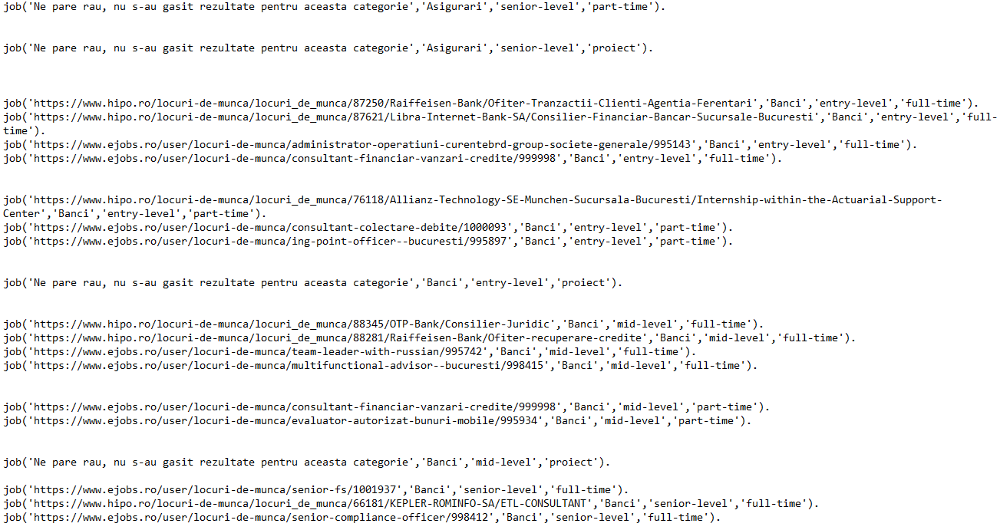 job('Ne pare rau, nu s-au gasit rezultate pentru aceasta categorie','Asigurari','senior-level','part-time').
job('Ne pare rau, nu s-au gasit rezultate pentru aceasta categorie','Asigurari','senior-level','proiect').
job('https://www.hipo.ro/locuri-de-munca/locuri_de_munca/87250/Raiffeisen-Bank/Ofiter-Tranzactii-Clienti-Agentia-Ferentari','Banci','entry-level','full-time').
job('https://www.hipo.ro/locuri-de-munca/locuri_de_munca/87621/Libra-Internet-Bank-SA/Consilier-Financiar-Bancar-Sucursale-Bucuresti','Banci','entry-level','full-
time').
job('https://www.ejobs.ro/user/locuri-de-munca/administrator-operatiuni-curentebrd-group-societe-generale/995143','Banci','entry-level','full-time').
job('https://www.ejobs.ro/user/locuri-de-munca/consultant-financiar-vanzari-credite/999998','Banci','entry-level','full-time').
job('https://www.hipo.ro/locuri-de-munca/locuri_de_munca/76118/Allianz-Technology-SE-Munchen-Sucursala-Bucuresti/Internship-within-the-Actuarial-Support-
Center','Banci','entry-level','part-time').
job('https://www.ejobs.ro/user/locuri-de-munca/consultant-colectare-debite/1000093','Banci','entry-level','part-time').
job('https://www.ejobs.ro/user/locuri-de-munca/ing-point-officer--bucuresti/995897','Banci','entry-level','part-time').
job('Ne pare rau, nu s-au gasit rezultate pentru aceasta categorie','Banci','entry-level','proiect').
job('https://www.hipo.ro/locuri-de-munca/locuri_de_munca/88345/OTP-Bank/Consilier-Juridic','Banci','mid-level','full-time').
job('https://www.hipo.ro/locuri-de-munca/locuri_de_munca/88281/Raiffeisen-Bank/Ofiter-recuperare-credite','Banci','mid-level','full-time').
job('https://www.ejobs.ro/user/locuri-de-munca/team-leader-with-russian/995742','Banci','mid-level','full-time').
job('https://www.ejobs.ro/user/locuri-de-munca/multifunctional-advisor--bucuresti/998415','Banci','mid-level','full-time').
job('https://www.ejobs.ro/user/locuri-de-munca/consultant-financiar-vanzari-credite/999998','Banci','mid-level','part-time').
job('https://www.ejobs.ro/user/locuri-de-munca/evaluator-autorizat-bunuri-mobile/995934','Banci','mid-level','part-time').
job('Ne pare rau, nu s-au gasit rezultate pentru aceasta categorie','Banci','mid-level','proiect').
job('https://www.ejobs.ro/user/locuri-de-munca/senior-fs/1001937','Banci','senior-level','full-time').
job('https://www.hipo.ro/locuri-de-munca/locuri_de_munca/66181/KEPLER-ROMINFO-SA/ETL-CONSULTANT','Banci','senior-level','full-time').
job('https://www.ejobs.ro/user/locuri-de-munca/senior-compliance-officer/998412','Banci','senior-level','full-time').